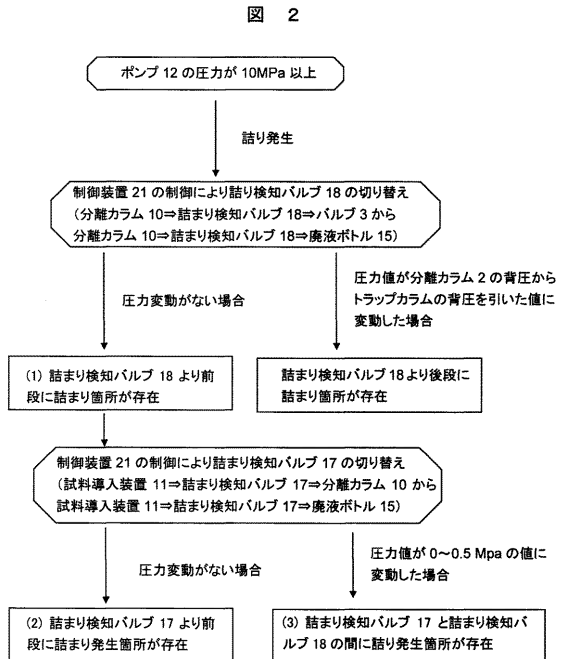 図 2
ポンプ 12 の圧力が 10MPa 以上
詰り発生
制御装置 21 の制御により詰り検知バルブ 18 の切り替え
(分離カラム 10⇒詰まり検知バルブ 18⇒バルブ 3 から
分離カラム 10⇒詰まり検知バルブ 18⇒廃液ボトル 15)
圧力変動がない場合
圧力値が分離カラム 2 の背圧から
トラップカラムの背圧を引いた値に
変動した場合
(1) 詰まり検知バルブ 18 より前
段に詰まり箇所が存在
詰まり検知バルブ 18 より後段に
詰まり箇所が存在
制御装置 21 の制御により詰まり検知バルブ 17 の切り替え
(試料導入装置 11⇒詰まり検知バルブ 17⇒分離カラム 10 から
試料導入装置 11⇒詰まり検知バルブ 17⇒廃液ボトル 15)
圧力変動がない場合
圧力値が 0～0.5 Mpa の値に
変動した場合
(2) 詰まり検知バルブ 17 より前
段に詰まり発生箇所が存在
(3) 詰まり検知バルブ 17 と詰まり検知バ
ルブ 18 の間に詰り発生箇所が存在